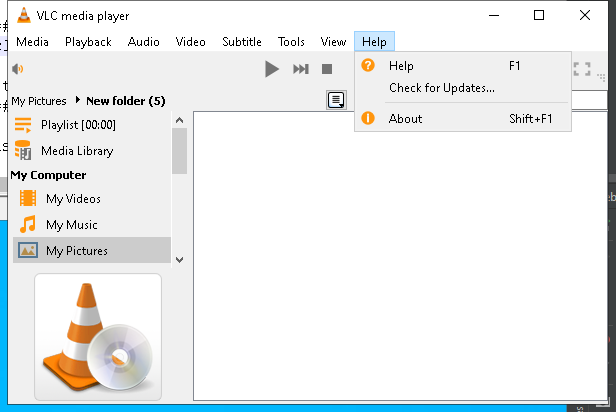 VLC media player
Media Playback Audio Video Subtitle Tools View Help
Help F1
Check for Updates...
About Shift+F1
My Pictures New folder (5)
Playlist [00:00]
Media Library
My Computer
My Videos
My Music
My Pictures